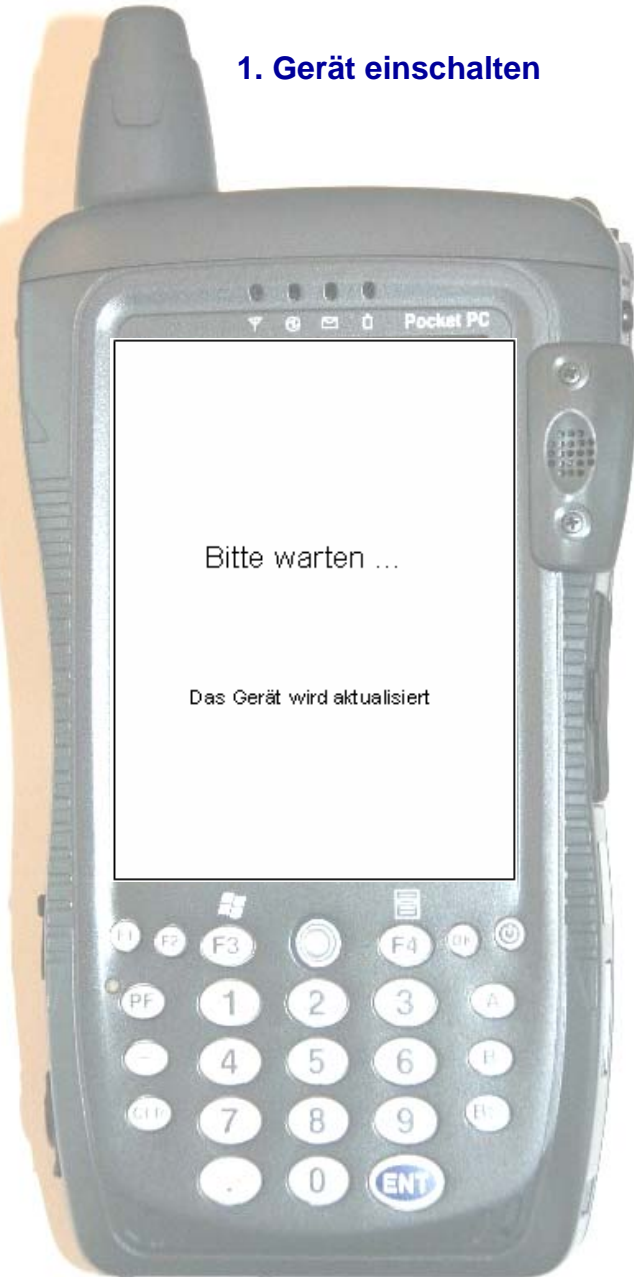 1. Gerät einschalten
Pocket PC
Bitte warten ...
Das Gerät wird aktualisiert
F1 F2 F3 F4 OK
PF 1 2 3 A
- 4 5 6 B
CLR 7 8 9
. 0 ENT